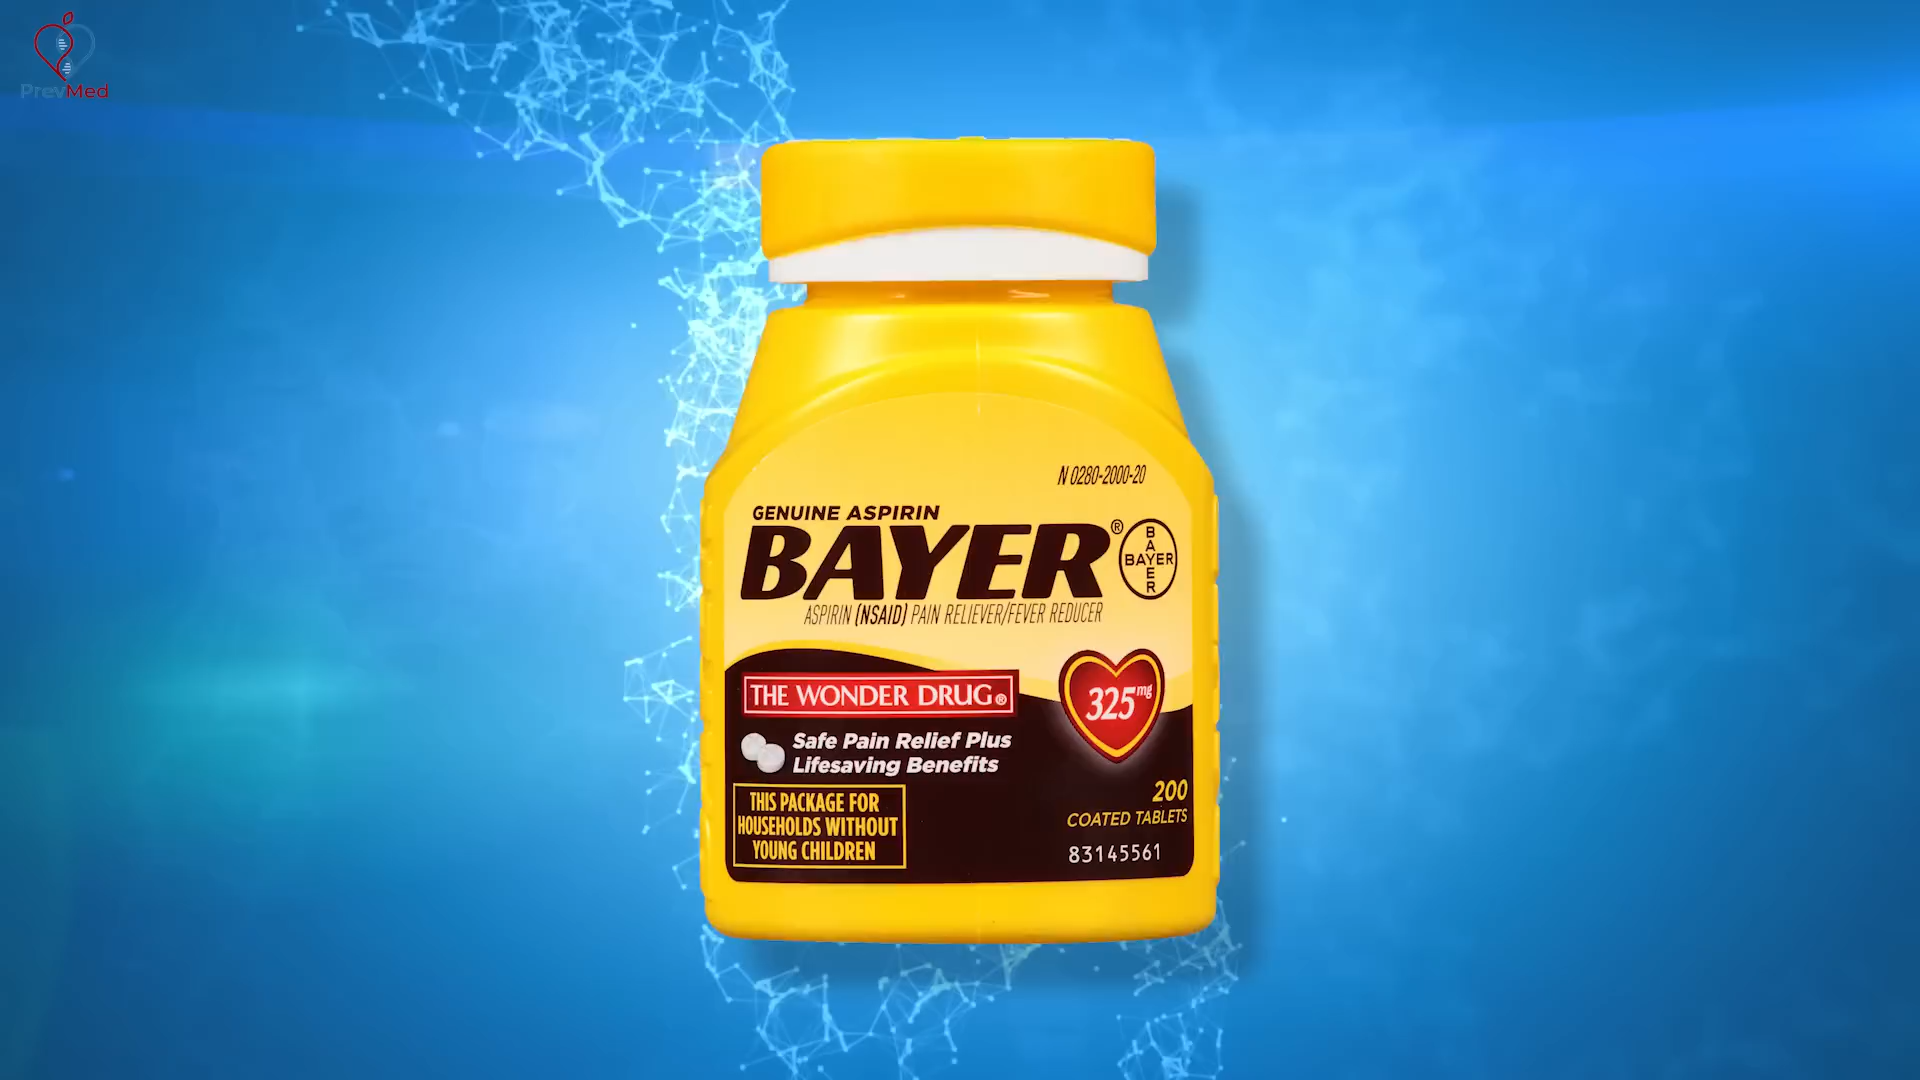 PrevMed
N 0280-2000-20
GENUINE ASPIRIN
BAYER®
BAYER
BAYER
ASPIRIN (NSAID) PAIN RELIEVER/FEVER REDUCER
THE WONDER DRUG®
325mg
Safe Pain Relief Plus
Lifesaving Benefits
THIS PACKAGE FOR
HOUSEHOLDS WITHOUT
YOUNG CHILDREN
200
COATED TABLETS
83145561